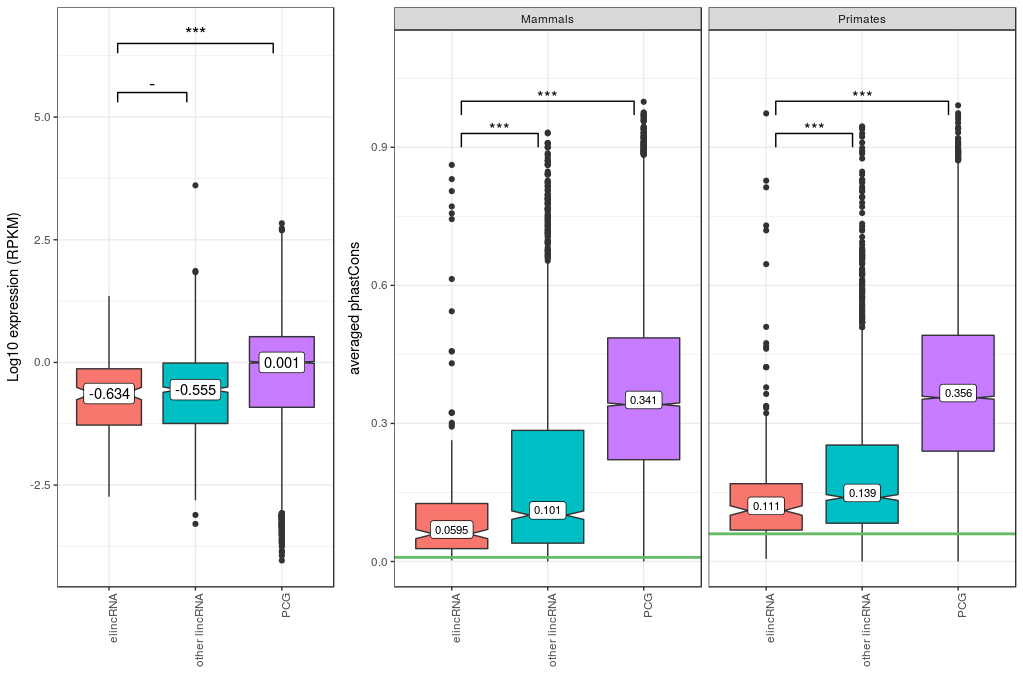 Log10 expression (RPKM)
5.0
2.5
0.0
-2.5
***
-
-0.634
-0.555
0.001
elincRNA
other lincRNA
PCG
averaged phastCons
0.9
0.6
0.3
0.0
Mammals
***
***
0.0595
0.101
0.341
elincRNA
other lincRNA
PCG
Primates
***
***
0.111
0.139
0.356
elincRNA
other lincRNA
PCG